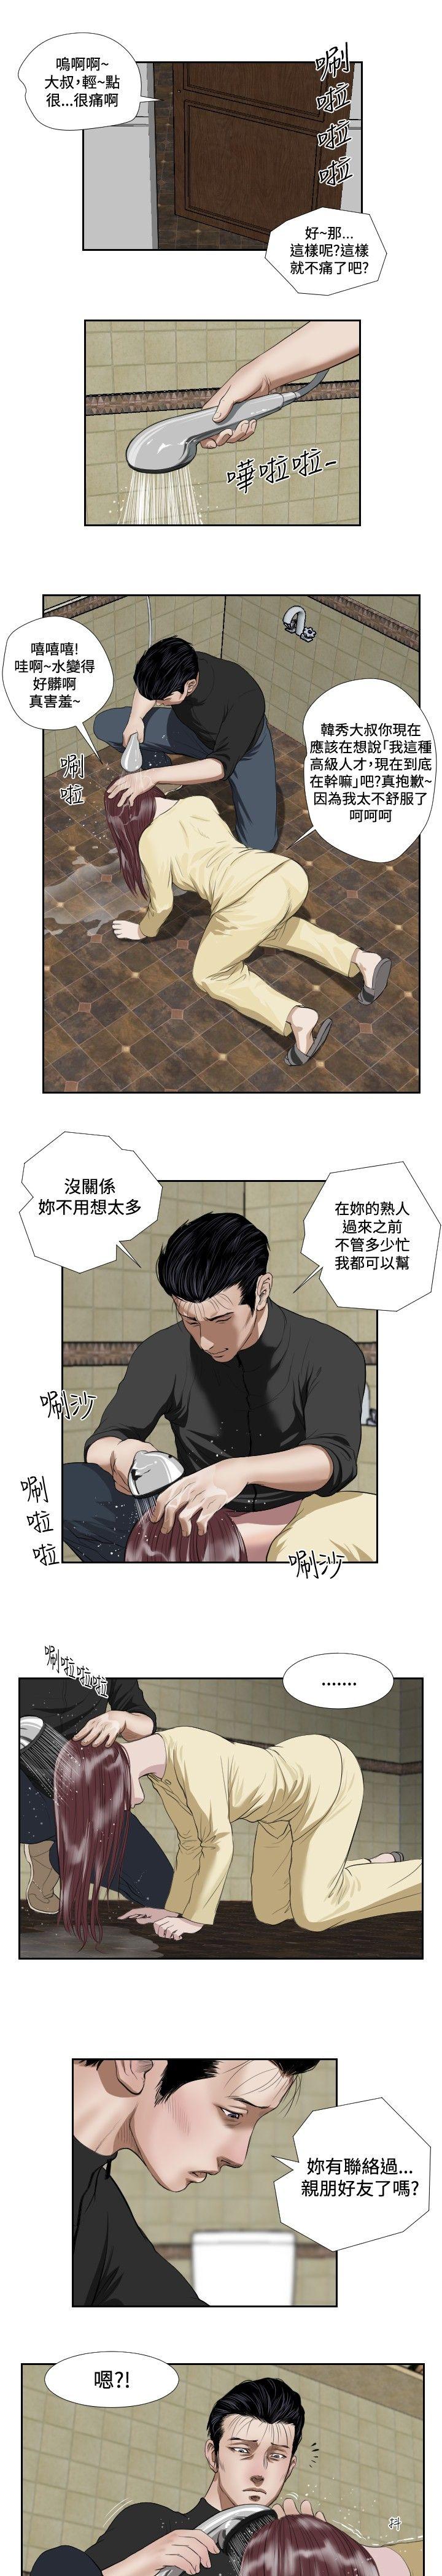 嗚啊啊~
大叔，輕~點
很...很痛啊
唰
啦
啦
啦
好~那...
這樣呢?這樣
就不痛了吧?
嘩啦啦-
嘻嘻嘻!
哇啊~水變得
好髒啊
真害羞~
唰
啦
韓秀大叔你現在
應該在想說「我這種
高級人才，現在到底
在幹嘛」吧?真抱歉~
因為我太不舒服了
呵呵呵
沒關係
妳不用想太多
在妳的熟人
過來之前
不管多少忙
我都可以幫
唰沙
唰
啦
啦
唰沙
唰啦啦啦
.......
妳有聯絡過...
親朋好友了嗎?
嗯?!
抖